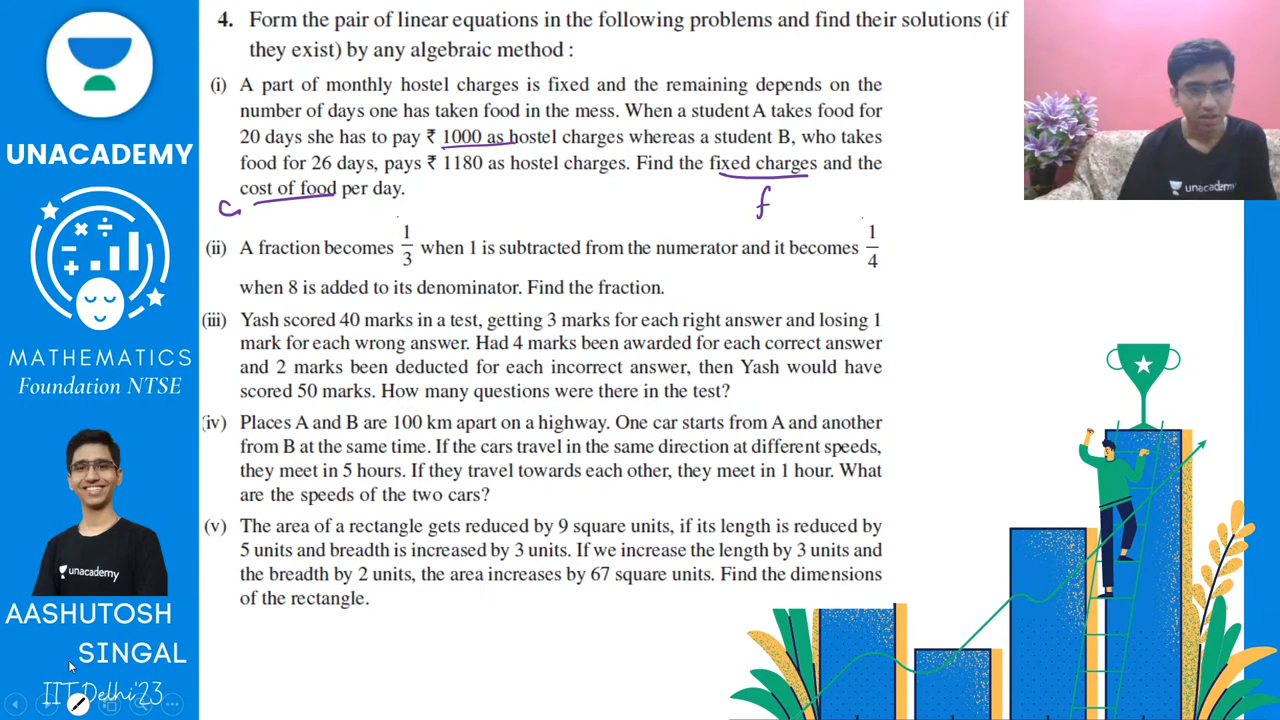 UNACADEMY
MATHEMATICS
Foundation NTSE
unacademy
AASHUTOSH
SINGAL
IIT Delhi'23
4. Form the pair of linear equations in the following problems and find their solutions (if
they exist) by any algebraic method :
(i) A part of monthly hostel charges is fixed and the remaining depends on the
number of days one has taken food in the mess. When a student A takes food for
20 days she has to pay ₹ 1000 as hostel charges whereas a student B, who takes
food for 26 days, pays ₹ 1180 as hostel charges. Find the fixed charges and the
cost of food per day.
c f
(ii) A fraction becomes 1/3 when 1 is subtracted from the numerator and it becomes 1/4
when 8 is added to its denominator. Find the fraction.
(iii) Yash scored 40 marks in a test, getting 3 marks for each right answer and losing 1
mark for each wrong answer. Had 4 marks been awarded for each correct answer
and 2 marks been deducted for each incorrect answer, then Yash would have
scored 50 marks. How many questions were there in the test?
(iv) Places A and B are 100 km apart on a highway. One car starts from A and another
from B at the same time. If the cars travel in the same direction at different speeds,
they meet in 5 hours. If they travel towards each other, they meet in 1 hour. What
are the speeds of the two cars?
(v) The area of a rectangle gets reduced by 9 square units, if its length is reduced by
5 units and breadth is increased by 3 units. If we increase the length by 3 units and
the breadth by 2 units, the area increases by 67 square units. Find the dimensions
of the rectangle.
unacademy